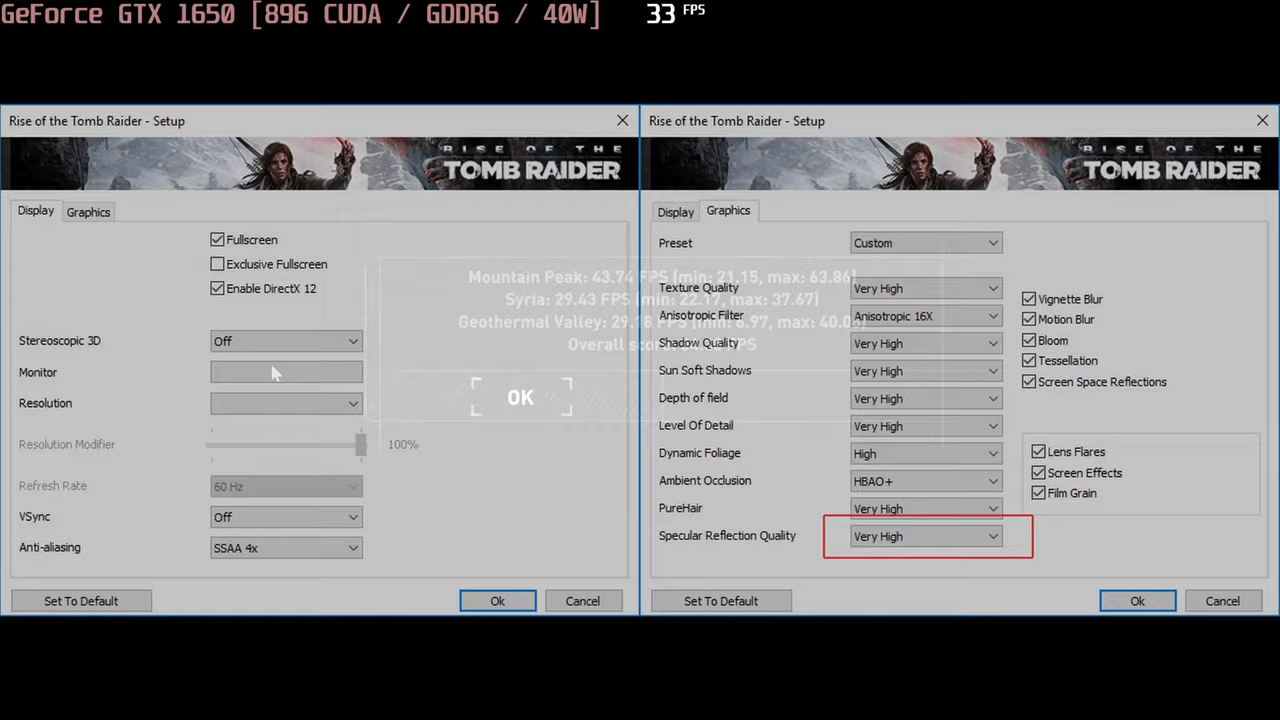 GeForce GTX 1650 [896 CUDA / GDDR6 / 40W] 33 FPS
Rise of the Tomb Raider - Setup
RISE OF THE
TOMB RAIDER
Display Graphics
Fullscreen
Exclusive Fullscreen
Enable DirectX 12
Stereoscopic 3D Off
Monitor
Resolution
Resolution Modifier 100%
Refresh Rate 60 Hz
VSync Off
Anti-aliasing SSAA 4x
Set To Default Ok Cancel
Mountain Peak: 43.74 FPS (min: 21.15, max: 63.86)
Syria: 29.43 FPS (min: 22.17, max: 37.67)
Geothermal Valley: 29.18 FPS (min: 6.97, max:
Overall FPS
OK
Rise of the Tomb Raider - Setup
RISE OF THE
TOMB RAIDER
Display Graphics
Preset Custom
Texture Quality Very High
Anisotropic Filter Anisotropic 16X
Shadow Quality Very High
Sun Soft Shadows Very High
Depth of field Very High
Level Of Detail Very High
Dynamic Foliage High
Ambient Occlusion HBAO+
PureHair Very High
Specular Reflection Quality Very High
Vignette Blur
Motion Blur
Bloom
Tessellation
Screen Space Reflections
Lens Flares
Screen Effects
Film Grain
Set To Default Ok Cancel